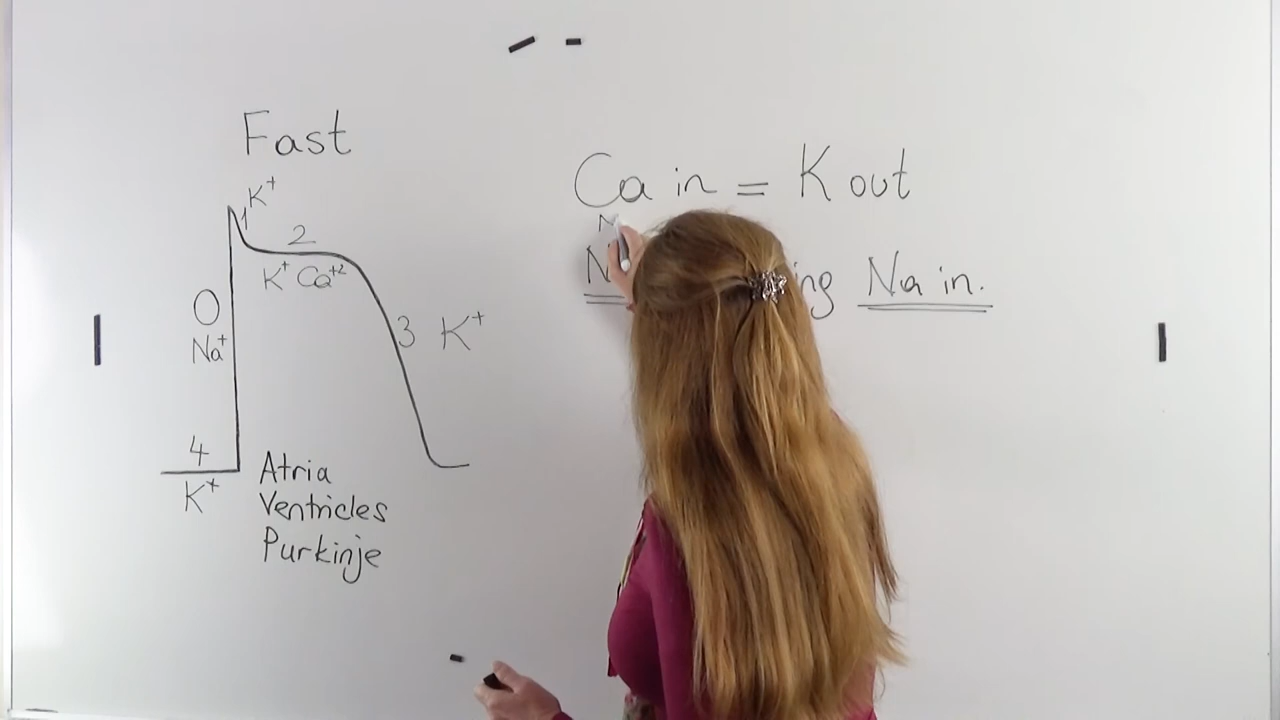 Fast
K⁺
1
2
K⁺ Ca⁺²
0
Na⁺
3 K⁺
4
K⁺
Atria
Ventricles
Purkinje
Ca in = K out
Na in.